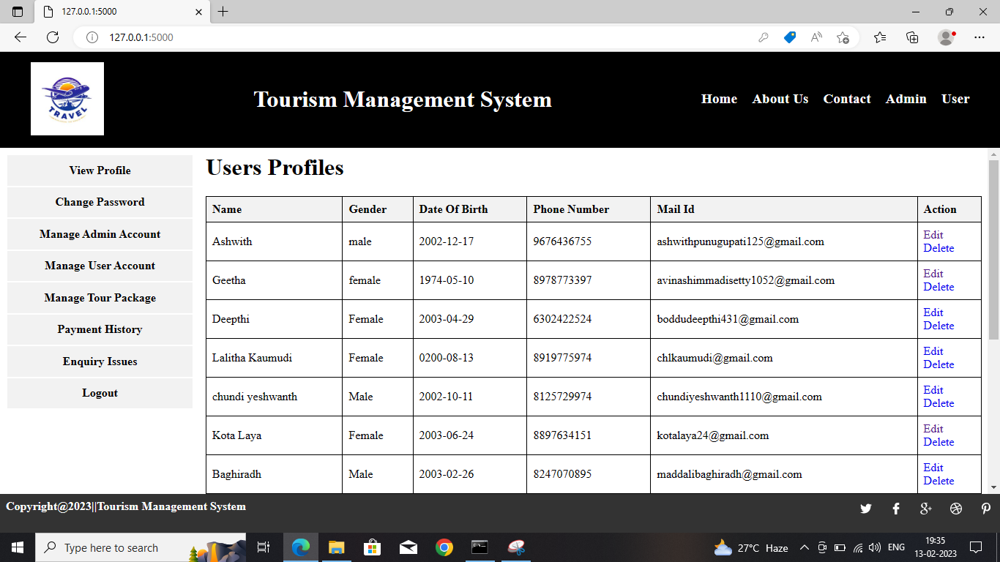 127.0.0.1:5000
127.0.0.1:5000
TRAVEL
Tourism Management System
Home About Us Contact Admin User
View Profile
Change Password
Manage Admin Account
Manage User Account
Manage Tour Package
Payment History
Enquiry Issues
Logout
Users Profiles
Name Gender Date Of Birth Phone Number Mail Id Action
Ashwith male 2002-12-17 9676436755 ashwithpunugupati125@gmail.com Edit
Delete
Geetha female 1974-05-10 8978773397 avinashimmadisetty1052@gmail.com Edit
Delete
Deepthi Female 2003-04-29 6302422524 boddudeepthi431@gmail.com Edit
Delete
Lalitha Kaumudi Female 0200-08-13 8919775974 chlkaumudi@gmail.com Edit
Delete
chundi yeshwanth Male 2002-10-11 8125729974 chundiyeshwanth1110@gmail.com Edit
Delete
Kota Laya Female 2003-06-24 8897634151 kotalaya24@gmail.com Edit
Delete
Baghiradh Male 2003-02-26 8247070895 maddalibaghiradh@gmail.com Edit
Delete
Copyright@2023||Tourism Management System
Type here to search
27°C Haze
ENG
19:35
13-02-2023